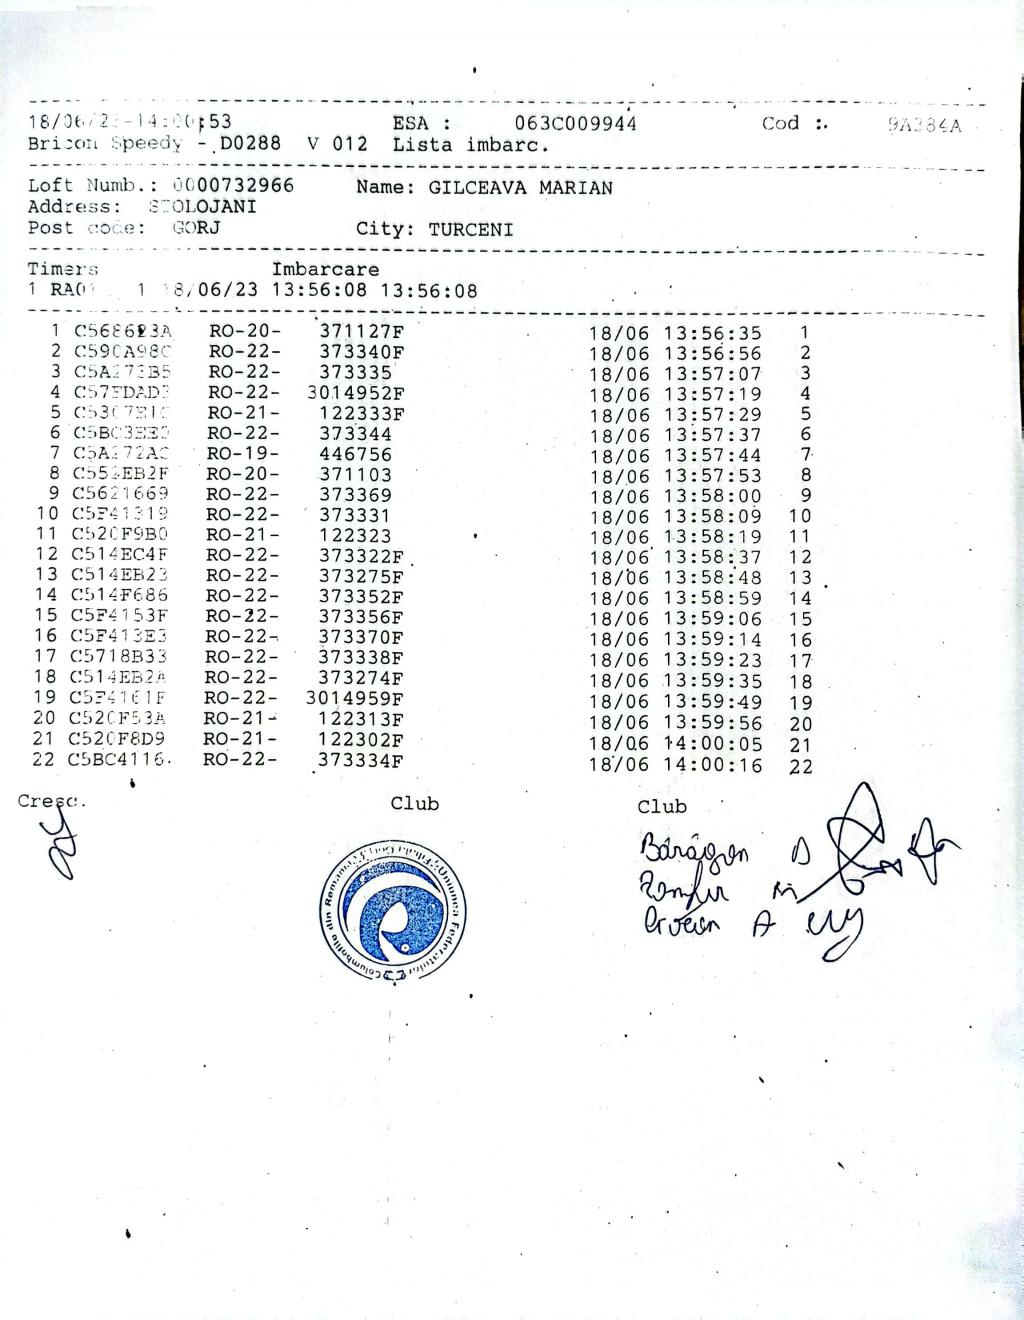 18/06/23-14:00:53 ESA : 063C009944 Cod :. 9A384A
Bricon Speedy - D0288 V 012 Lista imbarc.
Loft Numb.: 0000732966 Name: GILCEAVA MARIAN
Address:
Post code: GORJ City: TURCENI
Timers Imbarcare
1 RA01 1 18/06/23 13:56:08 13:56:08
1 RO-20- 371127F 18/06 13:56:35 1
2 C590A98C RO-22- 373340F 18/06 13:56:56 2
3 C5A273B5 RO-22- 373335 18/06 13:57:07 3
4 C57FDAD3 RO-22- 3014952F 18/06 13:57:19 4
5 RO-21- 122333F 18/06 13:57:29 5
6 RO-22- 373344 18/06 13:57:37 6
7 C5A272AC RO-19- 446756 18/06 13:57:44 7
8 RO-20- 371103 18/06 13:57:53 8
9 C5621669 RO-22- 373369 18/06 13:58:00 9
10 C5F41319 RO-22- 373331 18/06 13:58:09 10
11 C520F9B0 RO-21- 122323 18/06 13:58:19 11
12 C514EC4F RO-22- 373322F 18/06 13:58:37 12
13 C514EB23 RO-22- 373275F 18/06 13:58:48 13
14 C514F686 RO-22- 373352F 18/06 13:58:59 14
15 C5F4153F RO-22- 373356F 18/06 13:59:06 15
16 C5F413E3 RO-22- 373370F 18/06 13:59:14 16
17 C5718B33 RO-22- 373338F 18/06 13:59:23 17
18 C514EB2A RO-22- 373274F 18/06 13:59:35 18
19 C5F4161F RO-22- 3014959F 18/06 13:59:49 19
20 C520F53A RO-21- 122313F 18/06 13:59:56 20
21 C520F8D9 RO-21- 122302F 18/06 14:00:05 21
22 C5BC4116 RO-22- 373334F 18/06 14:00:16 22
Cresc. Club Club
Uniunea Federatiilor Columbofile din Romania